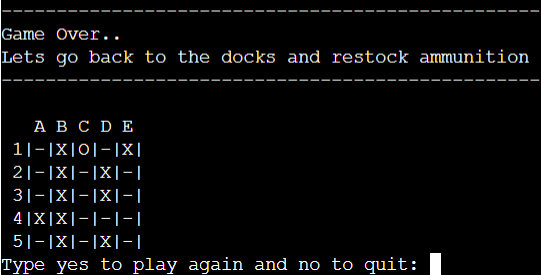 -------------------------------------------------
Game Over..
Lets go back to the docks and restock ammunition
-------------------------------------------------
   A B C D E
 1|-|X|O|-|X|
 2|-|X|-|X|-|
 3|-|X|-|X|-|
 4|X|X|-|-|-|
 5|-|X|-|X|-|
Type yes to play again and no to quit: